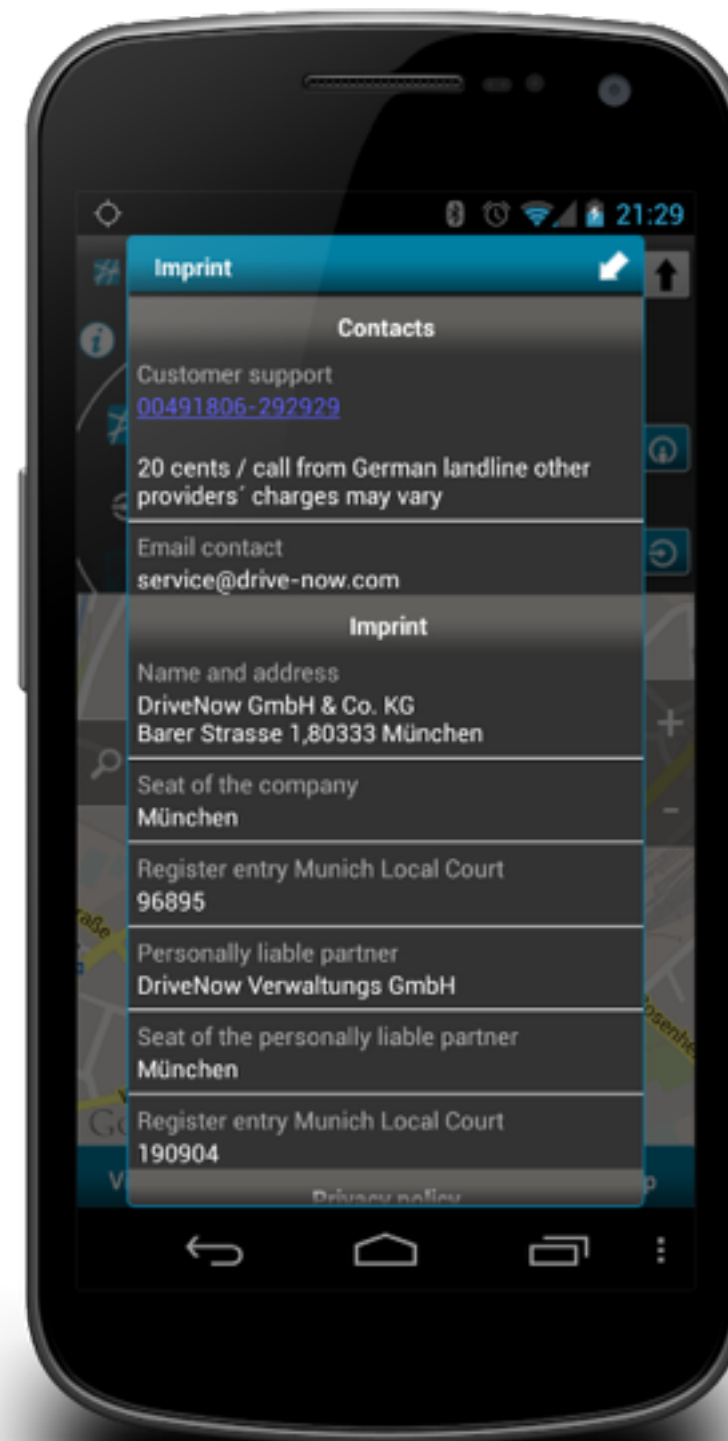 21:29
Imprint
Contacts
Customer support
00491806-292929
20 cents / call from German landline other
providers´ charges may vary
Email contact
service@drive-now.com
Imprint
Name and address
DriveNow GmbH & Co. KG
Barer Strasse 1,80333 München
Seat of the company
München
Register entry Munich Local Court
96895
Personally liable partner
DriveNow Verwaltungs GmbH
Seat of the personally liable partner
München
Register entry Munich Local Court
190904
Privacy policy